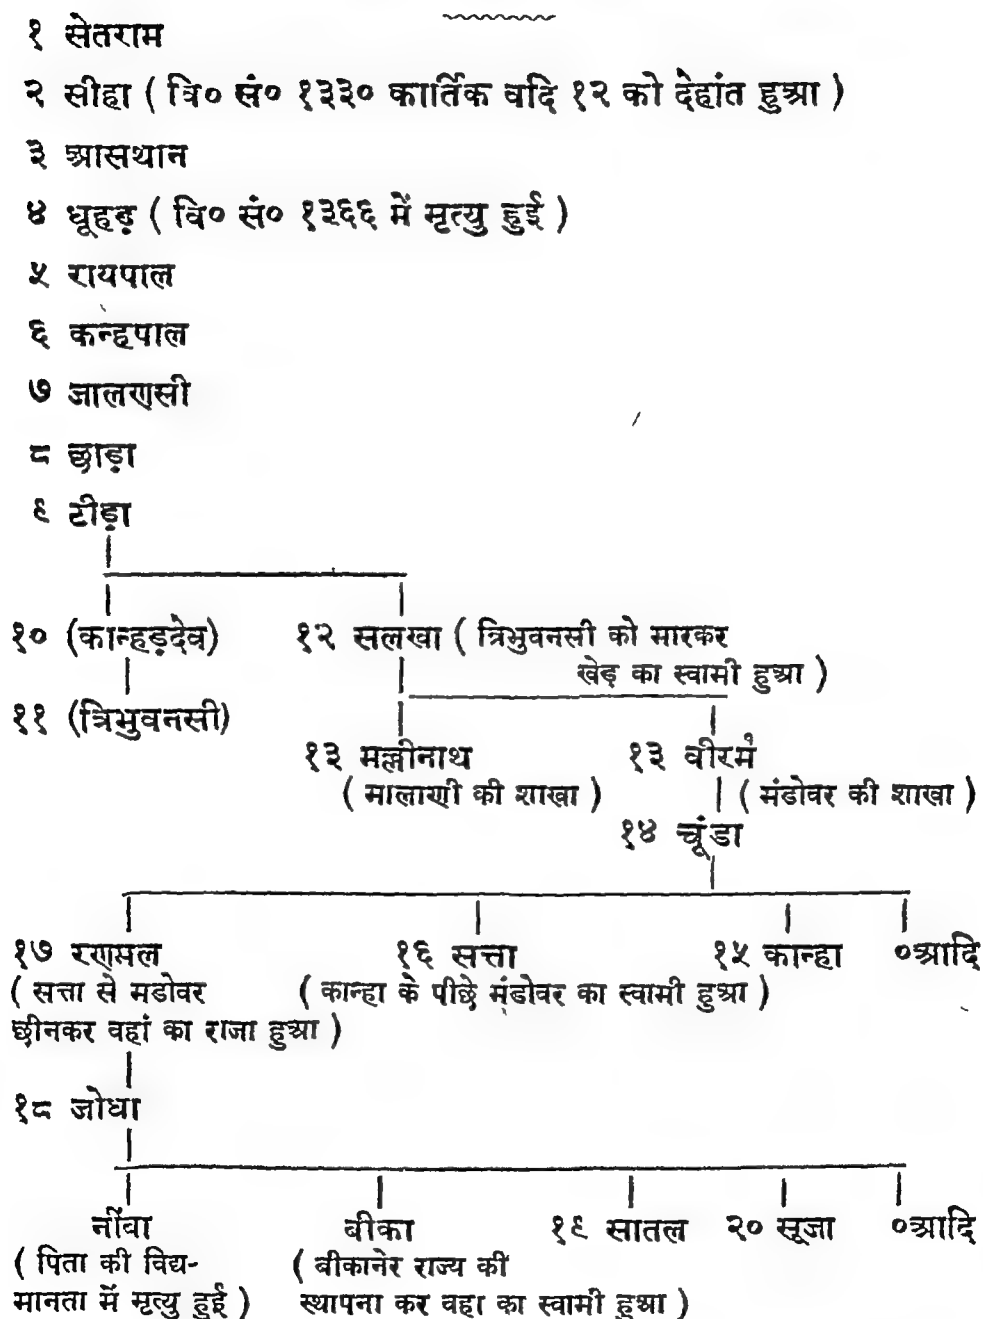 १ सेतराम
२ सीहा ( वि० सं० १३३० कार्तिक वदि १२ को देहांत हुआ )
३ आसथान
४ धूहड़ ( वि० सं० १३६६ में मृत्यु हुई )
५ रायपाल
६ कन्हपाल
७ जालणसी
८ छाड़ा
९ टीड़ा
१० (कान्हड़देव) १२ सलखा ( त्रिभुवनसी को मारकर
खेड़ का स्वामी हुआ )
११ (त्रिभुवनसी)
१३ मल्लीनाथ १३ वीरमं
( मालाणी की शाखा ) ( मंडोवर की शाखा )
१४ चूंडा
१७ रणमल १६ सत्ता १५ कान्हा ०आदि
( सत्ता से मडोवर ( कान्हा के पीछे मंडोवर का स्वामी हुआ )
छीनकर वहां का राजा हुआ )
१८ जोधा
नींबा बीका १९ सातल २० सूजा ०आदि
( पिता की विद्य- ( बीकानेर राज्य की
मानता में मृत्यु हुई ) स्थापना कर वहा का स्वामी हुआ )